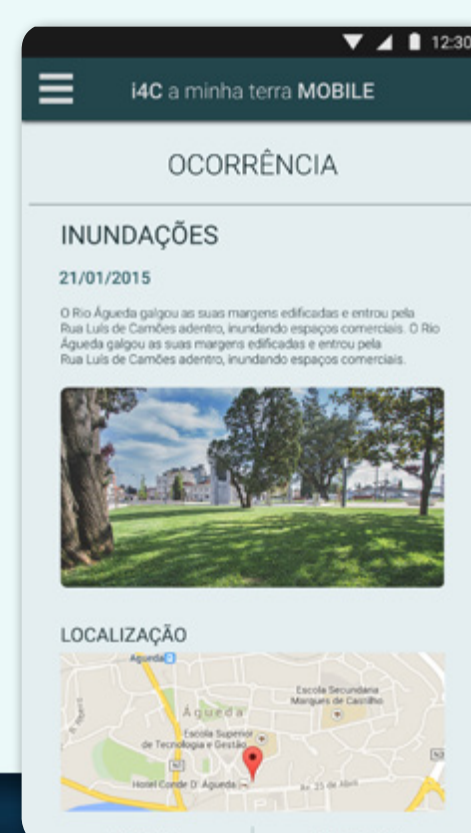 12:30
i4C a minha terra MOBILE
OCORRÊNCIA
INUNDAÇÕES
21/01/2015
O Rio Águeda galgou as suas margens edificadas e entrou pela
Rua Luís de Camões adentro, inundando espaços comerciais. O Rio
Águeda galgou as suas margens edificadas e entrou pela
Rua Luís de Camões adentro, inundando espaços comerciais.
LOCALIZAÇÃO
Águeda
Escola Secundária
Marques de Castilho
Águeda
Escola Superior
de Tecnologia e Gestão
Hotel Conde D' Águeda
Av. 25 de Abril